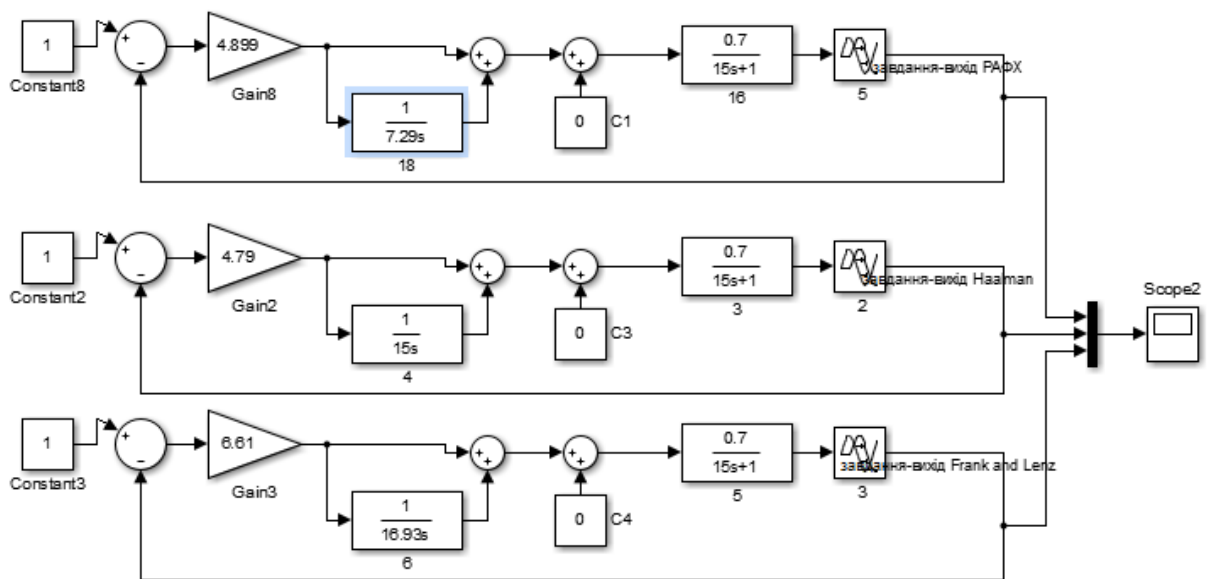 1
Constant8
+
-
4.899
Gain8
1
7.29s
18
+
+
+
+
0
C1
0.7
15s+1
16
завдання-вихід РАФХ
5
1
Constant2
+
-
4.79
Gain2
1
15s
4
+
+
+
+
0
C3
0.7
15s+1
3
завдання-вихід Haaman
2
Scope2
1
Constant3
+
-
6.61
Gain3
1
16.93s
6
+
+
+
+
0
C4
0.7
15s+1
5
завдання-вихід Frank and Lenz
3